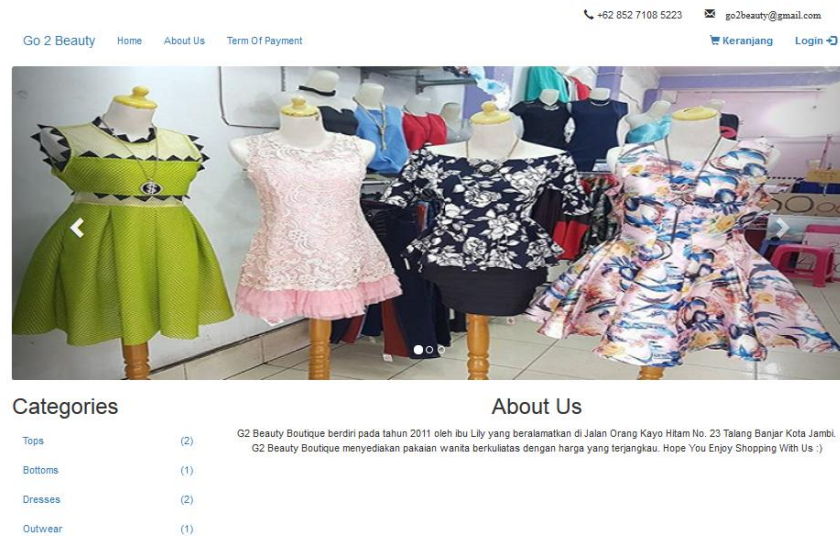 +62 852 7108 5223 go2beauty@gmail.com
Go 2 Beauty Home About Us Term Of Payment Keranjang Login
$
Categories
Tops (2)
Bottoms (1)
Dresses (2)
Outwear (1)
About Us
G2 Beauty Boutique berdiri pada tahun 2011 oleh ibu Lily yang beralamatkan di Jalan Orang Kayo Hitam No. 23 Talang Banjar Kota Jambi.
G2 Beauty Boutique menyediakan pakaian wanita berkuliatas dengan harga yang terjangkau. Hope You Enjoy Shopping With Us :)